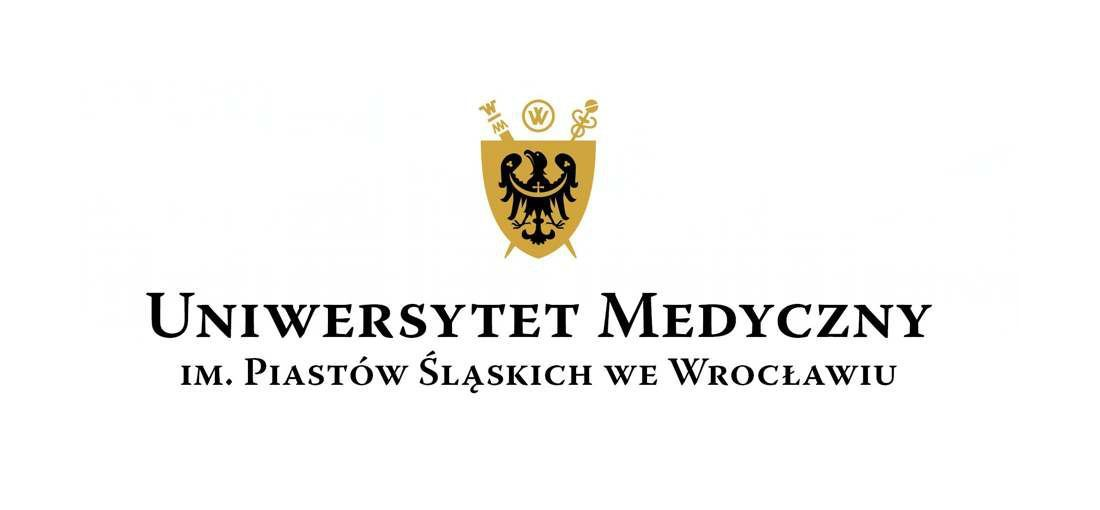 W
W
Uniwersytet Medyczny
im. Piastów Śląskich we Wrocławiu